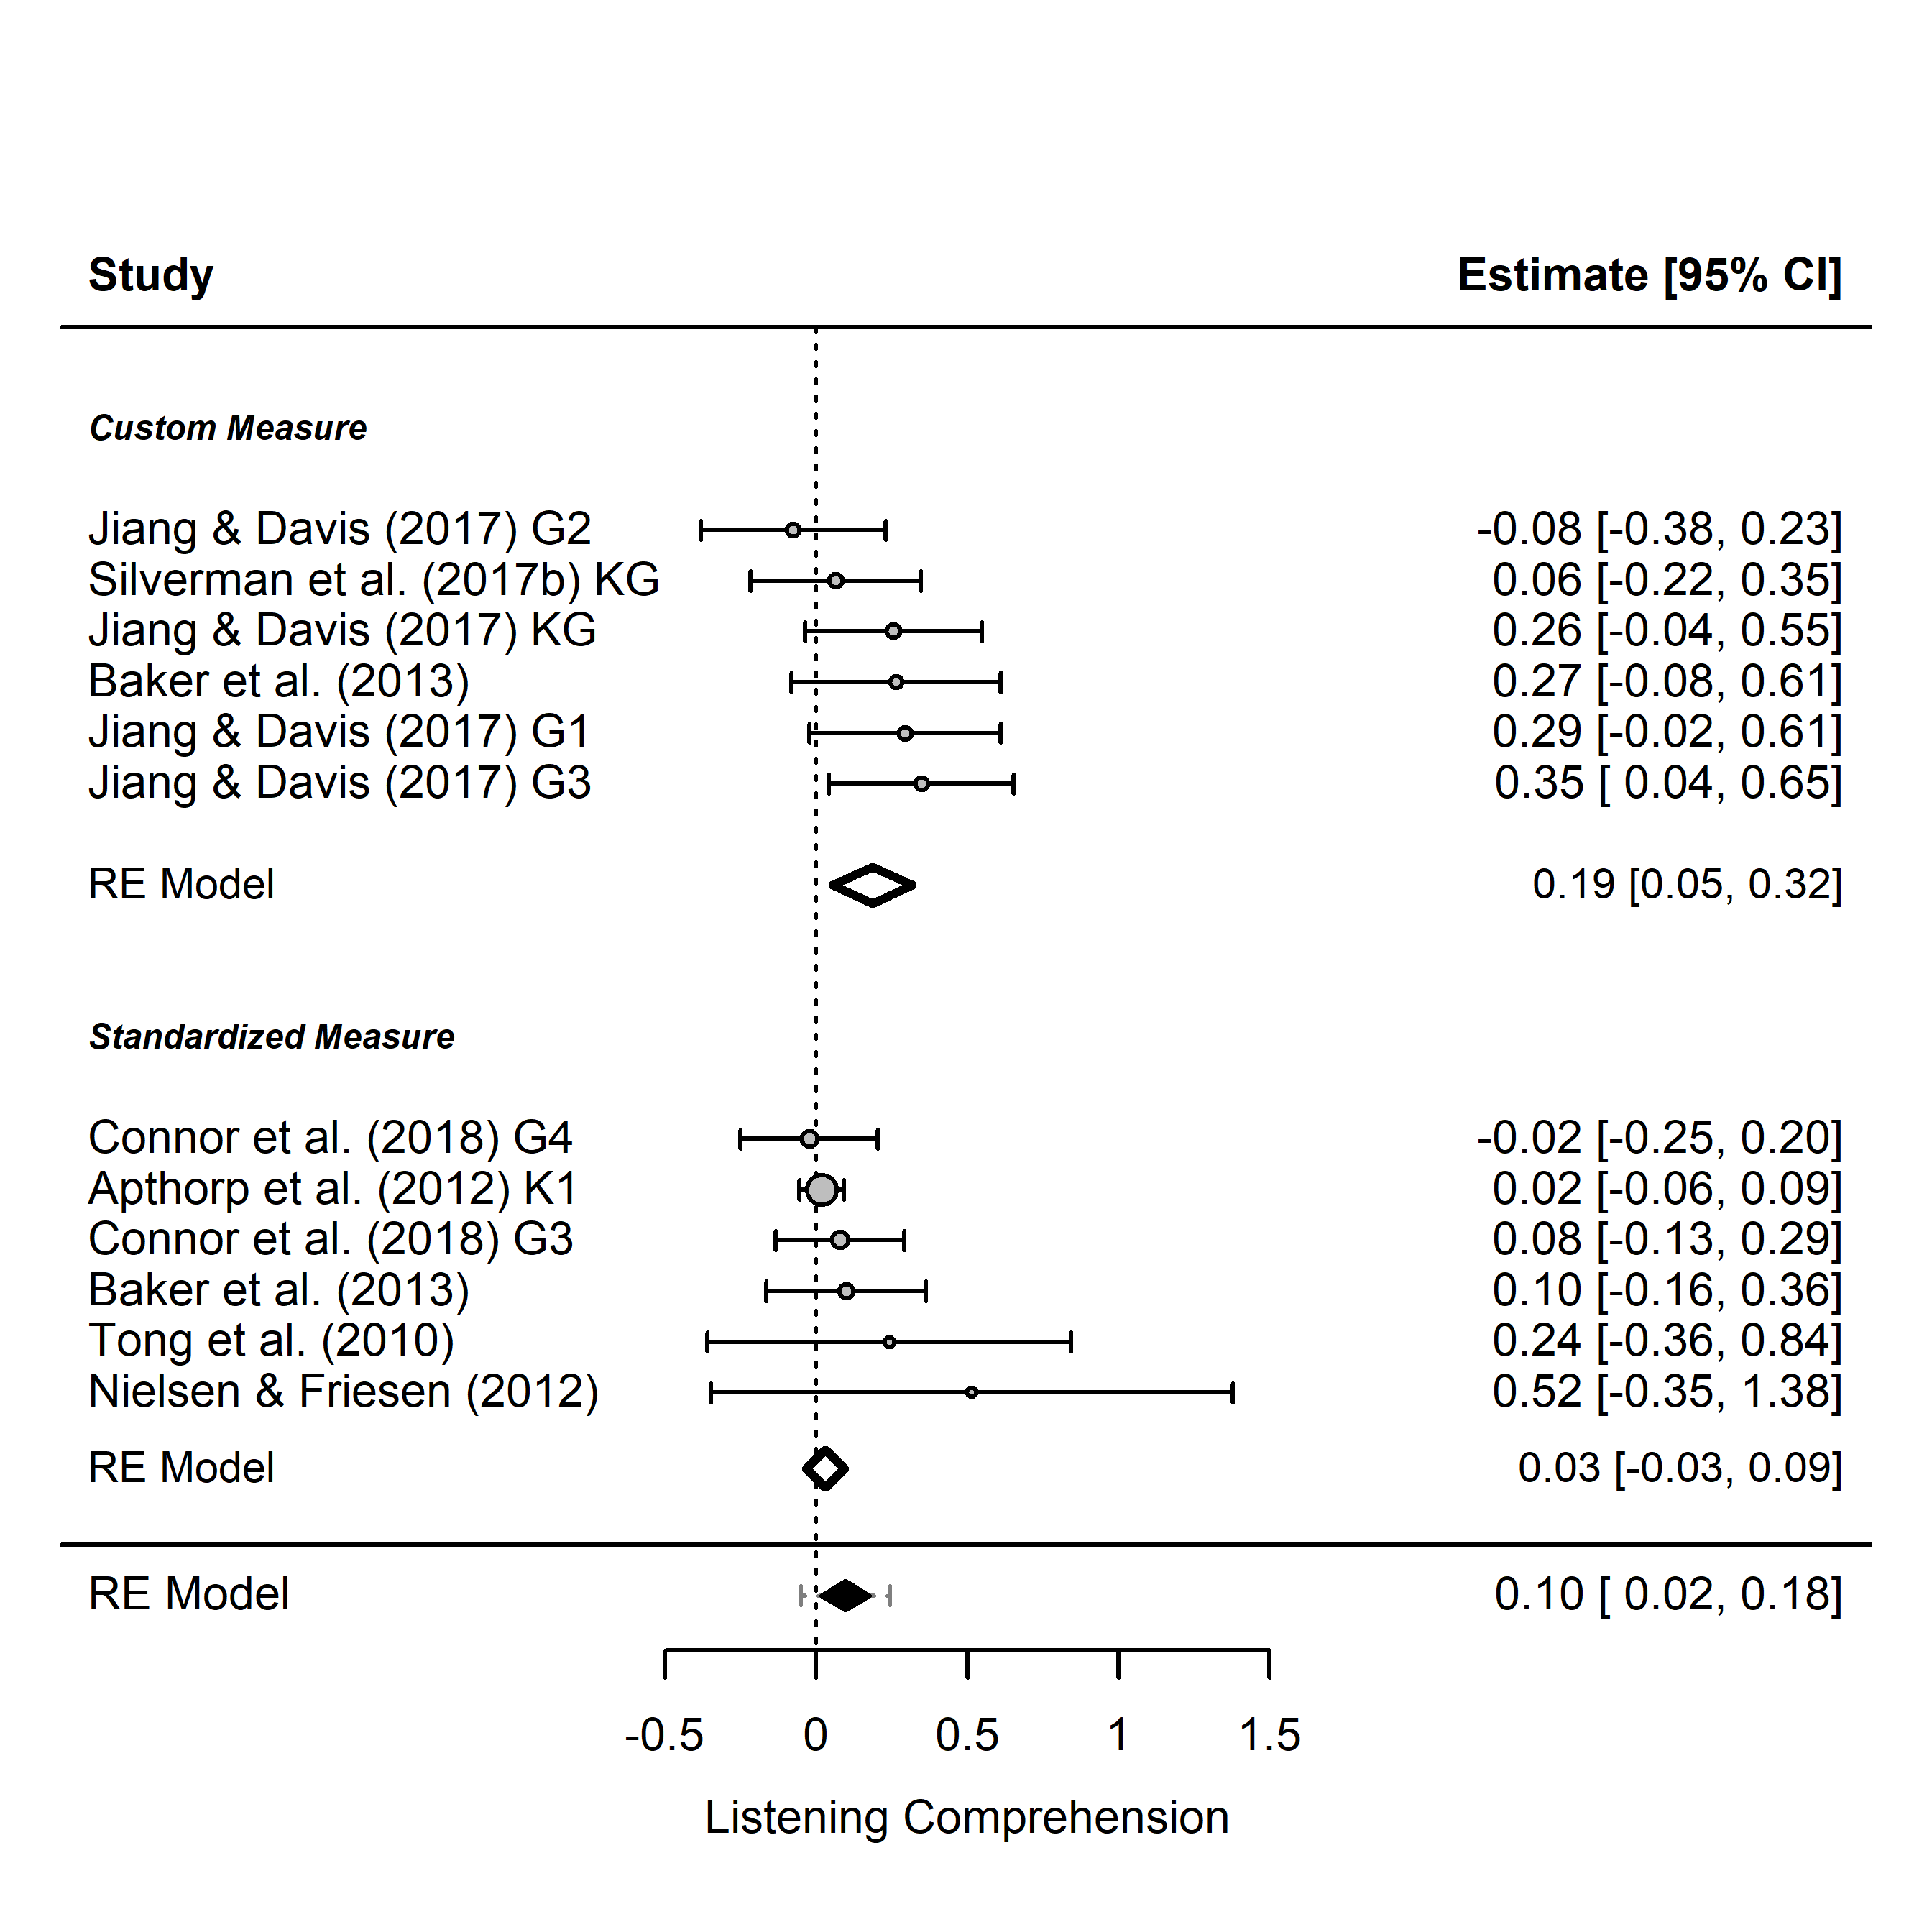 Study Estimate [95% CI]
Custom Measure
Jiang & Davis (2017) G2 -0.08 [-0.38, 0.23]
Silverman et al. (2017b) KG 0.06 [-0.22, 0.35]
Jiang & Davis (2017) KG 0.26 [-0.04, 0.55]
Baker et al. (2013) 0.27 [-0.08, 0.61]
Jiang & Davis (2017) G1 0.29 [-0.02, 0.61]
Jiang & Davis (2017) G3 0.35 [ 0.04, 0.65]
RE Model 0.19 [0.05, 0.32]
Standardized Measure
Connor et al. (2018) G4 -0.02 [-0.25, 0.20]
Apthorp et al. (2012) K1 0.02 [-0.06, 0.09]
Connor et al. (2018) G3 0.08 [-0.13, 0.29]
Baker et al. (2013) 0.10 [-0.16, 0.36]
Tong et al. (2010) 0.24 [-0.36, 0.84]
Nielsen & Friesen (2012) 0.52 [-0.35, 1.38]
RE Model 0.03 [-0.03, 0.09]
RE Model 0.10 [ 0.02, 0.18]
-0.5 0 0.5 1 1.5
Listening Comprehension